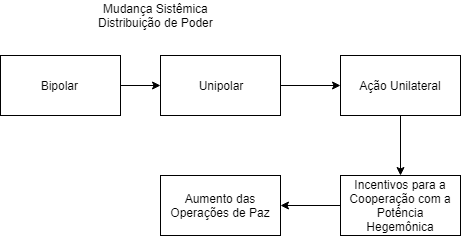 Mudança Sistêmica
Distribuição de Poder
Bipolar
Unipolar
Ação Unilateral
Aumento das
Operações de Paz
Incentivos para a
Cooperação com a
Potência
Hegemônica